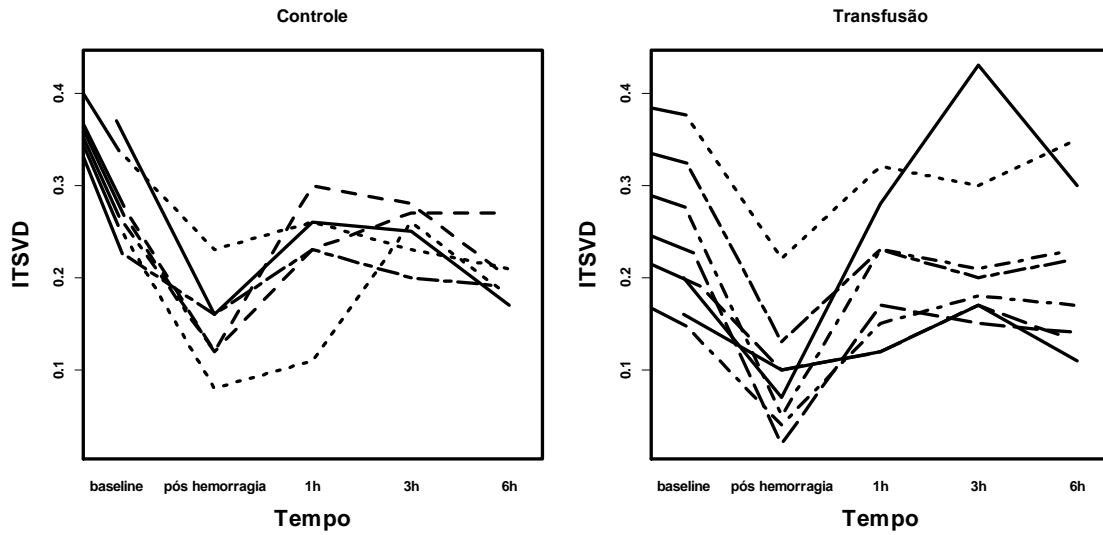 Controle
ITSVD
0.4
0.3
0.2
0.1
baseline pós hemorragia 1h 3h 6h
Tempo
Transfusão
ITSVD
0.4
0.3
0.2
0.1
baseline pós hemorragia 1h 3h 6h
Tempo